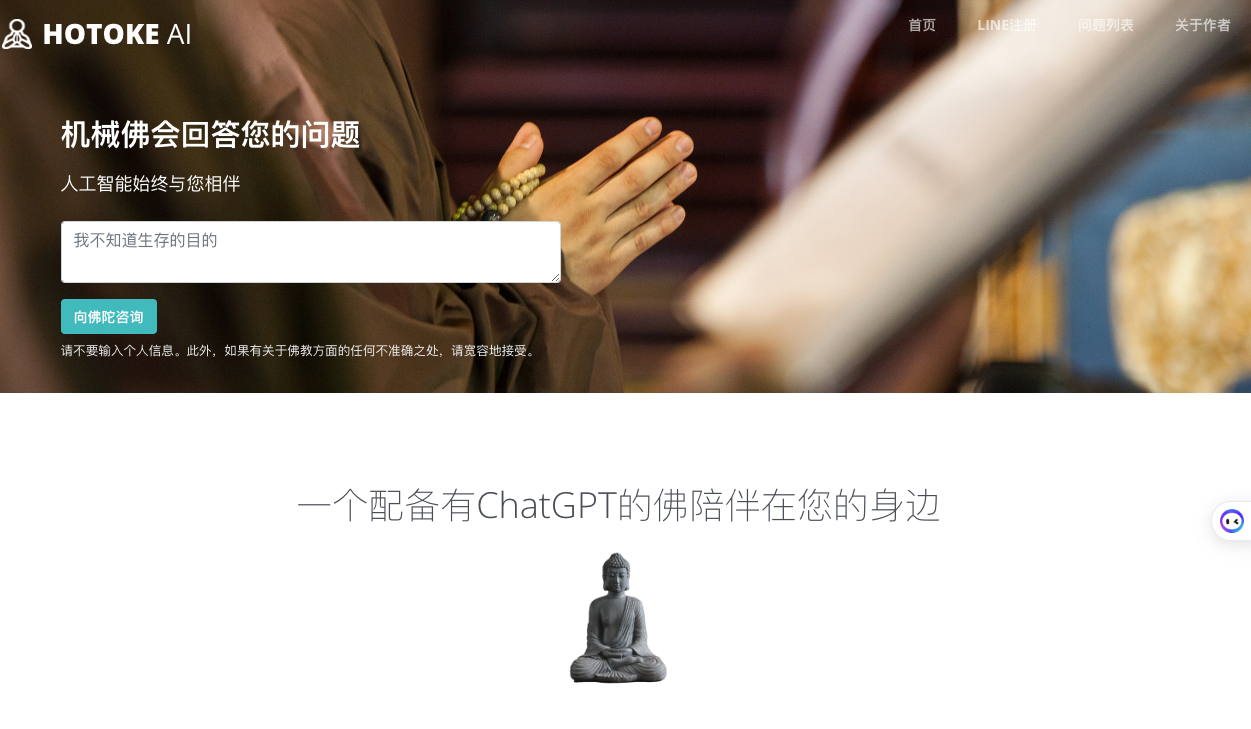 HOTOKE AI
首页 LINE注册 问题列表 关于作者
机械佛会回答您的问题
人工智能始终与您相伴
我不知道生存的目的
向佛陀咨询
请不要输入个人信息。此外，如果有关于佛教方面的任何不准确之处，请宽容地接受。
一个配备有ChatGPT的佛陪伴在您的身边